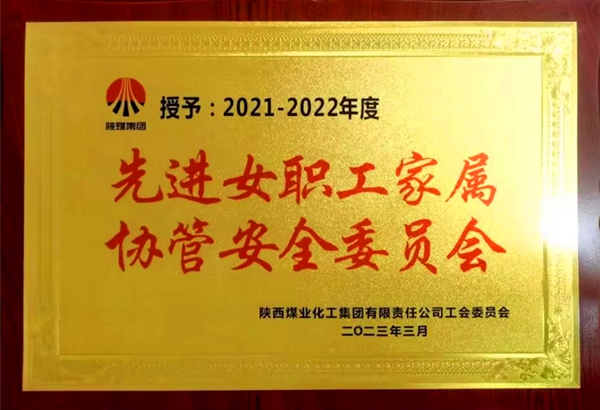 陕煤集团
授予：2021-2022年度
先进女职工家属
协管安全委员会
陕西煤业化工集团有限责任公司工会委员会
二〇二三年三月